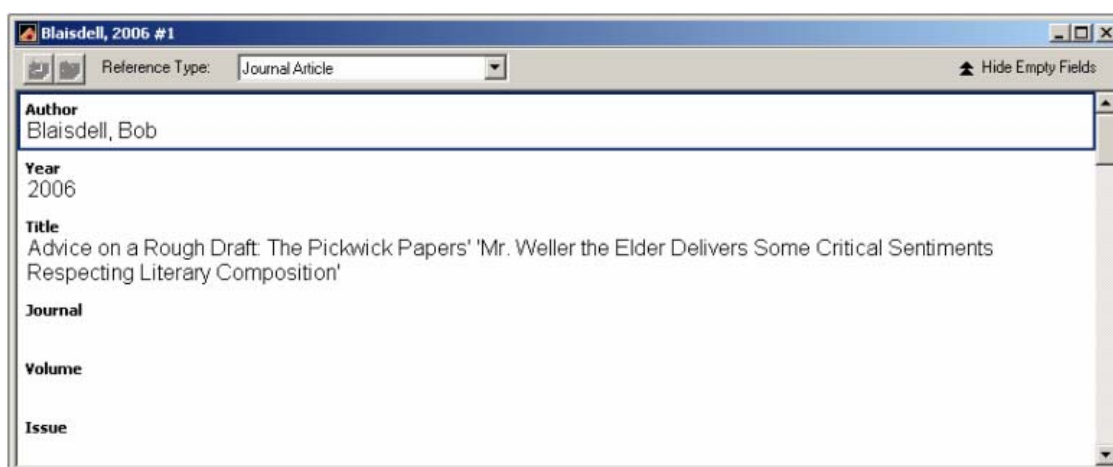 Blaisdell, 2006 #1
Reference Type: Journal Article Hide Empty Fields
Author
Blaisdell, Bob
Year
2006
Title
Advice on a Rough Draft: The Pickwick Papers' 'Mr. Weller the Elder Delivers Some Critical Sentiments
Respecting Literary Composition'
Journal
Volume
Issue